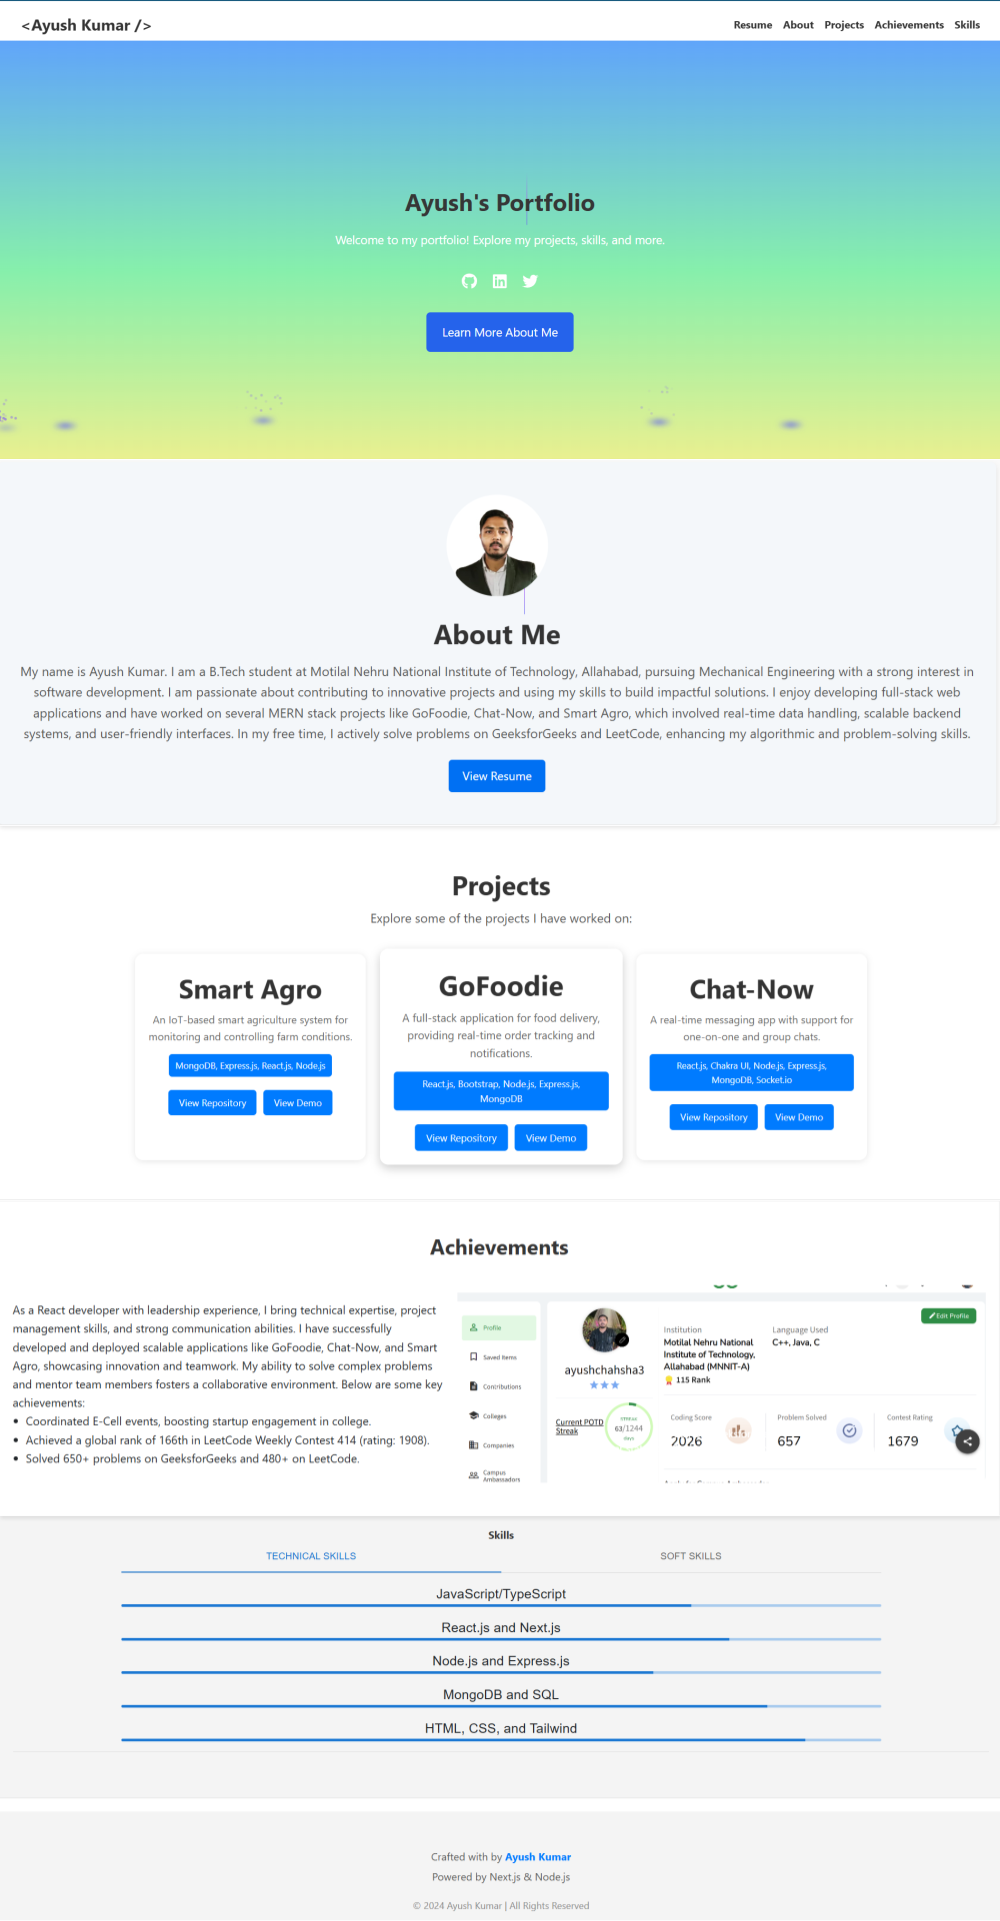 <Ayush Kumar />
Resume About Projects Achievements Skills
Ayush's Portfolio
Welcome to my portfolio! Explore my projects, skills, and more.
Learn More About Me
About Me
My name is Ayush Kumar. I am a B.Tech student at Motilal Nehru National Institute of Technology, Allahabad, pursuing Mechanical Engineering with a strong interest in
software development. I am passionate about contributing to innovative projects and using my skills to build impactful solutions. I enjoy developing full-stack web
applications and have worked on several MERN stack projects like GoFoodie, Chat-Now, and Smart Agro, which involved real-time data handling, scalable backend
systems, and user-friendly interfaces. In my free time, I actively solve problems on GeeksforGeeks and LeetCode, enhancing my algorithmic and problem-solving skills.
View Resume
Projects
Explore some of the projects I have worked on:
Smart Agro
An IoT-based smart agriculture system for
monitoring and controlling farm conditions.
MongoDB, Express.js, React.js, Node.js
View Repository View Demo
GoFoodie
A full-stack application for food delivery,
providing real-time order tracking and
notifications.
React.js, Bootstrap, Node.js, Express.js,
MongoDB
View Repository View Demo
Chat-Now
A real-time messaging app with support for
one-on-one and group chats.
React.js, Chakra UI, Node.js, Express.js,
MongoDB, Socket.io
View Repository View Demo
Achievements
As a React developer with leadership experience, I bring technical expertise, project
management skills, and strong communication abilities. I have successfully
developed and deployed scalable applications like GoFoodie, Chat-Now, and Smart
Agro, showcasing innovation and teamwork. My ability to solve complex problems
and mentor team members fosters a collaborative environment. Below are some key
achievements:
• Coordinated E-Cell events, boosting startup engagement in college.
• Achieved a global rank of 166th in LeetCode Weekly Contest 414 (rating: 1908).
• Solved 650+ problems on GeeksforGeeks and 480+ on LeetCode.
Profile
Saved Items
Contributions
Colleges
Companies
Campus
Ambassadors
ayushchahsha3
Current POTD
Streak
STREAK
63/1244
DAYS
Edit Profile
Institution
Motilal Nehru National
Institute of Technology,
Allahabad (MNNIT-A)
115 Rank
Language Used
C++, Java, C
Coding Score
2026
Problem Solved
657
Contest Rating
1679
Skills
TECHNICAL SKILLS SOFT SKILLS
JavaScript/TypeScript
React.js and Next.js
Node.js and Express.js
MongoDB and SQL
HTML, CSS, and Tailwind
Crafted with by Ayush Kumar
Powered by Next.js & Node.js
© 2024 Ayush Kumar | All Rights Reserved